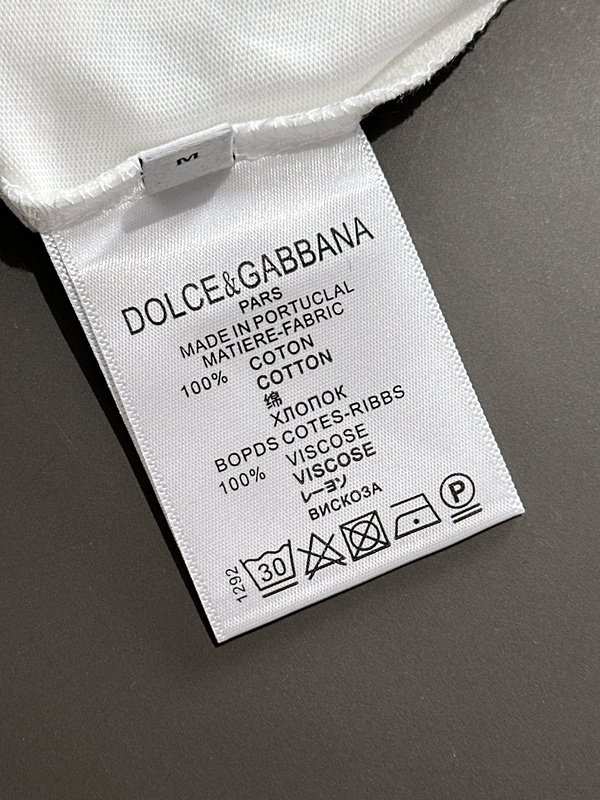 M
DOLCE&GABBANA
PARS
MADE IN PORTUCLAL
MATIERE-FABRIC
100% COTON
COTTON
绵
ХЛОПОК
BOPDS COTES-RIBBS
100% VISCOSE
VISCOSE
レーヨン
ВИСКОЗА
1292
30
P